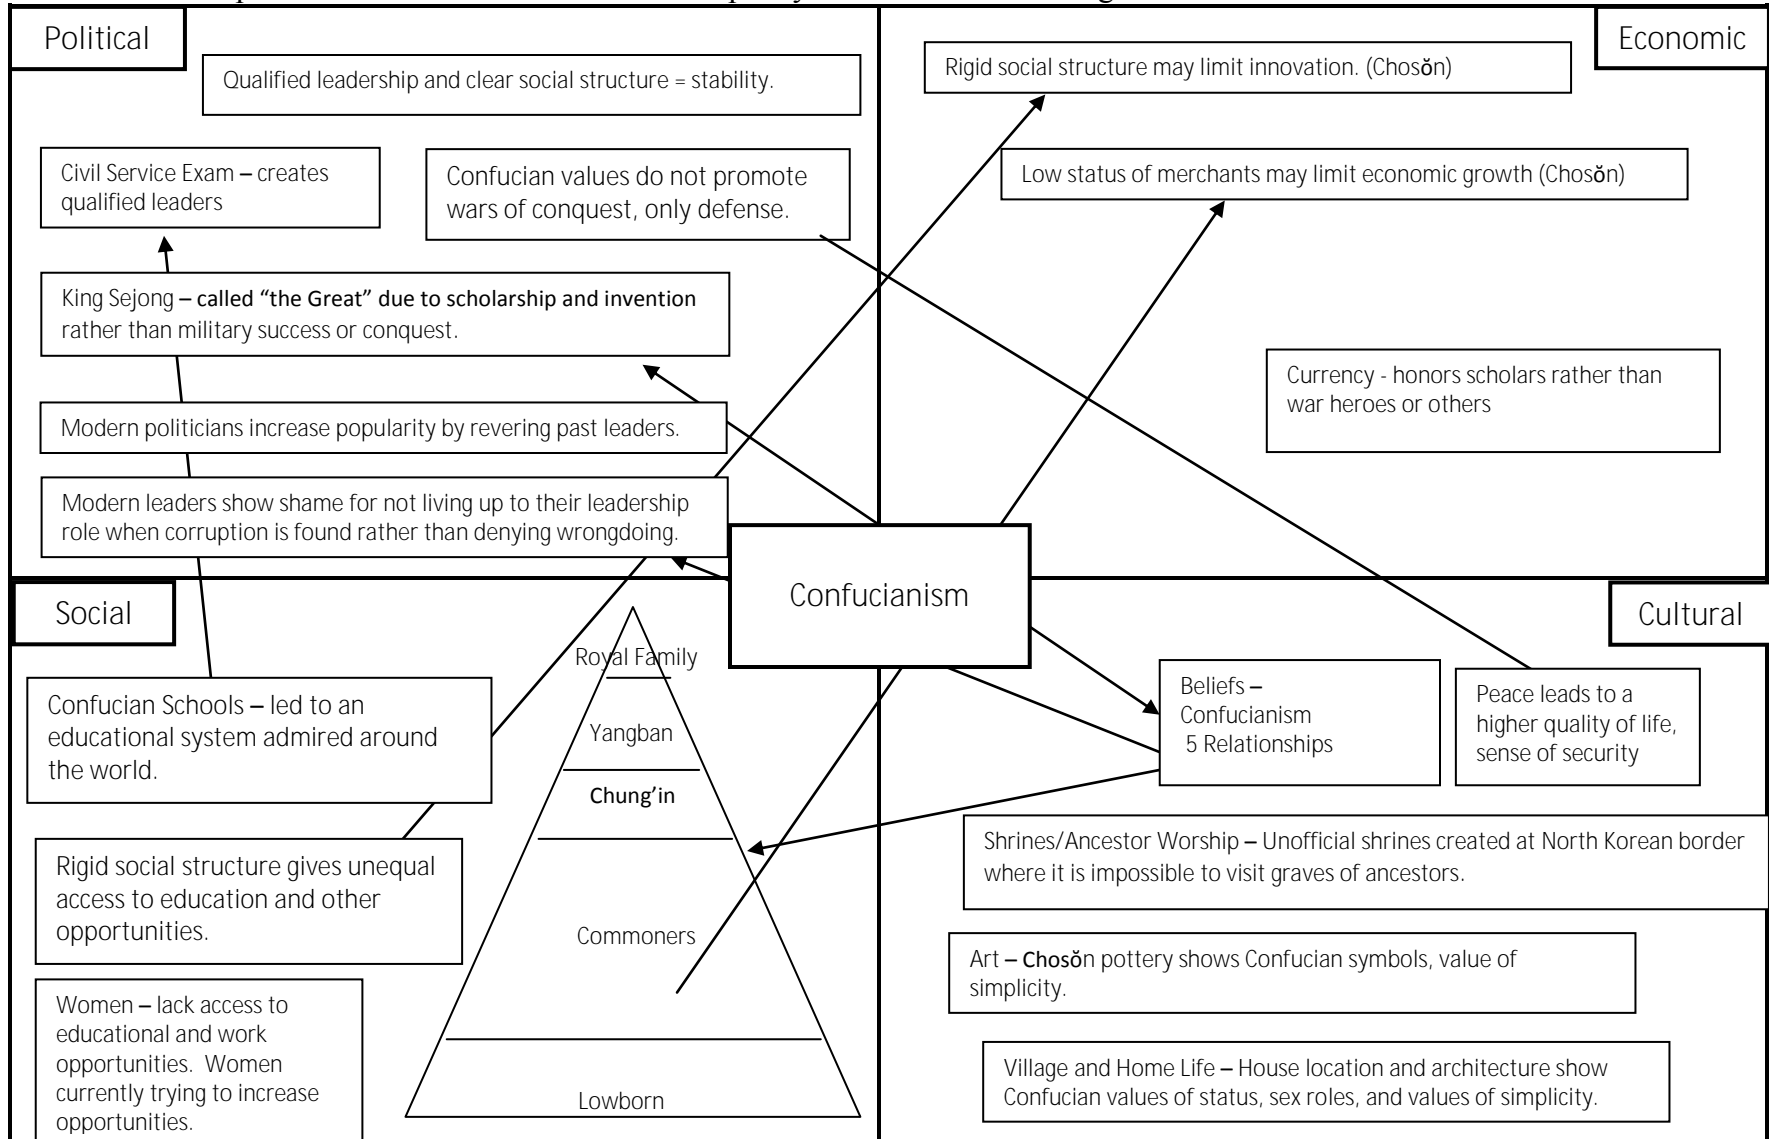 Political
Qualified leadership and clear social structure = stability.
Civil Service Exam – creates
qualified leaders
Confucian values do not promote
wars of conquest, only defense.
King Sejong – called “the Great” due to scholarship and invention
rather than military success or conquest.
Modern politicians increase popularity by revering past leaders.
Modern leaders show shame for not living up to their leadership
role when corruption is found rather than denying wrongdoing.
Economic
Rigid social structure may limit innovation. (Chosŏn)
Low status of merchants may limit economic growth (Chosŏn)
Currency - honors scholars rather than
war heroes or others
Confucianism
Social
Confucian Schools – led to an
educational system admired around
the world.
Rigid social structure gives unequal
access to education and other
opportunities.
Women – lack access to
educational and work
opportunities. Women
currently trying to increase
opportunities.
Royal Family
Yangban
Chung’in
Commoners
Lowborn
Cultural
Beliefs –
Confucianism
5 Relationships
Peace leads to a
higher quality of life,
sense of security
Shrines/Ancestor Worship – Unofficial shrines created at North Korean border
where it is impossible to visit graves of ancestors.
Art – Chosŏn pottery shows Confucian symbols, value of
simplicity.
Village and Home Life – House location and architecture show
Confucian values of status, sex roles, and values of simplicity.